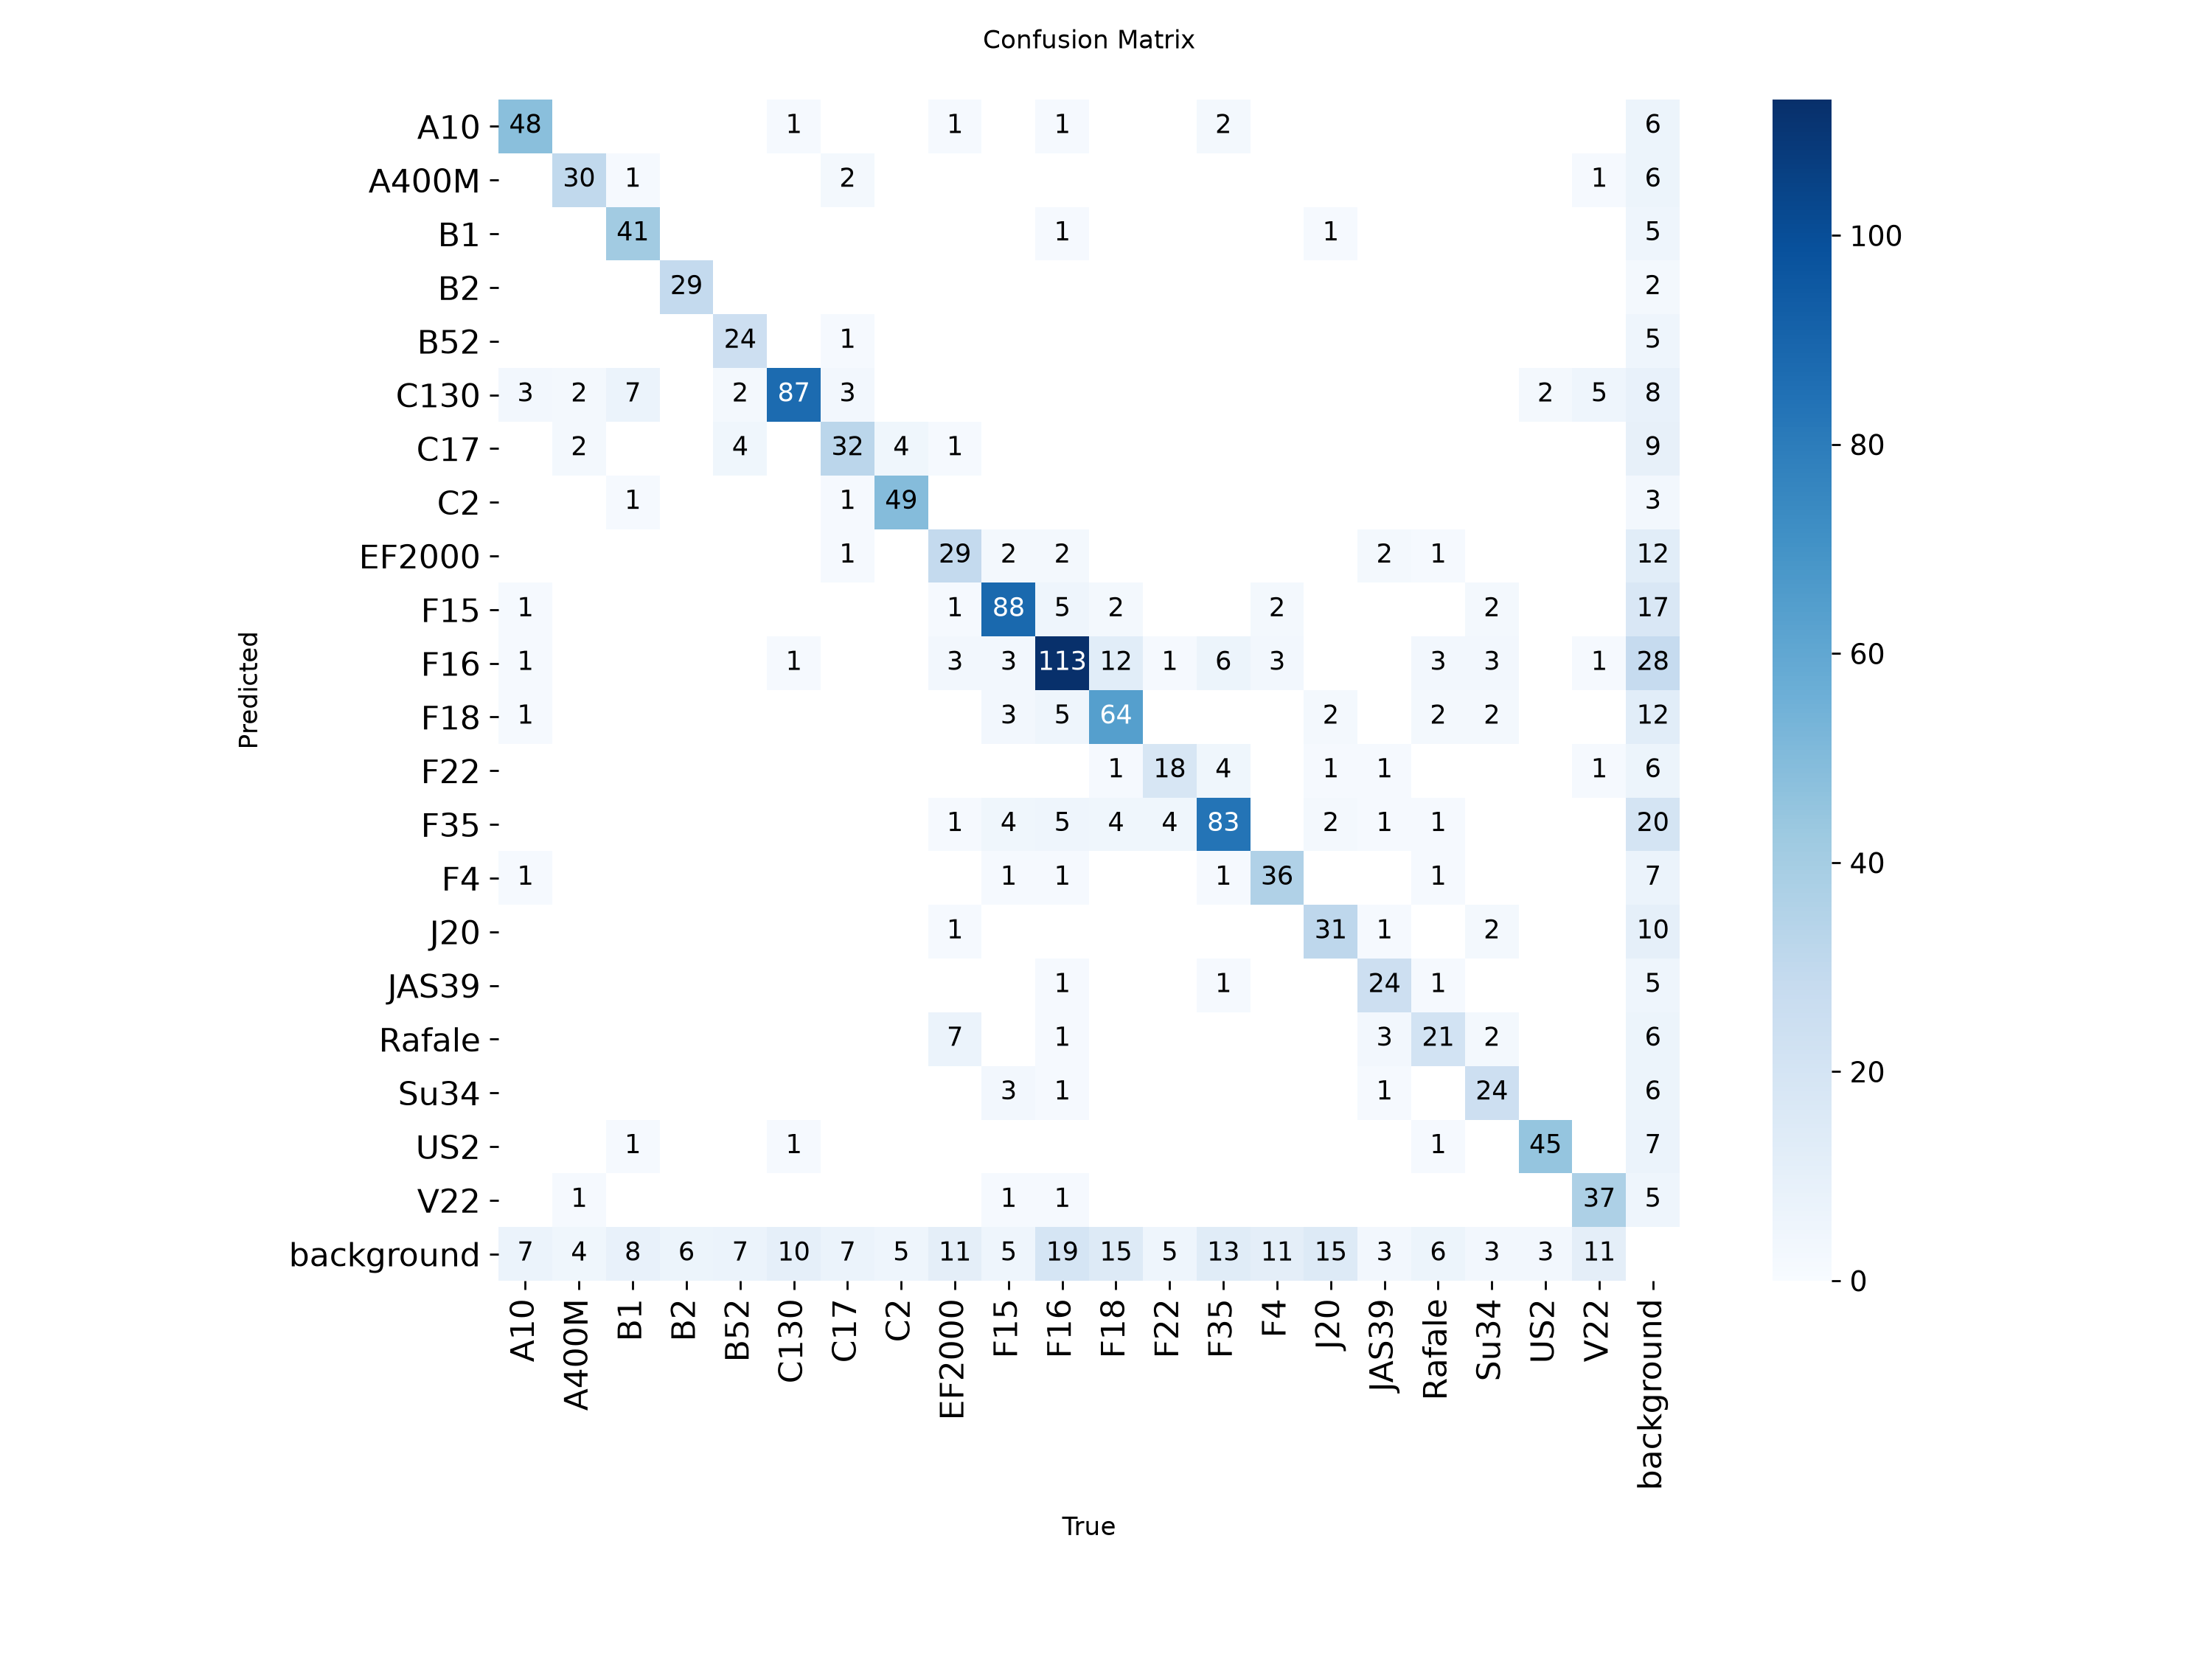 Confusion Matrix
A10 48 1 1 1 2 6
A400M 30 1 2 1 6
B1 41 1 1 5
B2 29 2
B52 24 1 5
C130 3 2 7 2 87 3 2 5 8
C17 2 4 32 4 1 9
C2 1 1 49 3
EF2000 1 29 2 2 2 1 12
F15 1 1 88 5 2 2 2 17
F16 1 1 3 3 113 12 1 6 3 3 3 1 28
F18 1 3 5 64 2 2 2 12
F22 1 18 4 1 1 1 6
F35 1 4 5 4 4 83 2 1 1 20
F4 1 1 1 1 36 1 7
J20 1 31 1 2 10
JAS39 1 1 24 1 5
Rafale 7 1 3 21 2 6
Su34 3 1 1 24 6
US2 1 1 1 45 7
V22 1 1 1 37 5
background 7 4 8 6 7 10 7 5 11 5 19 15 5 13 11 15 3 6 3 3 11
A10 A400M B1 B2 B52 C130 C17 C2 EF2000 F15 F16 F18 F22 F35 F4 J20 JAS39 Rafale Su34 US2 V22 background
True
Predicted
100
80
60
40
20
0